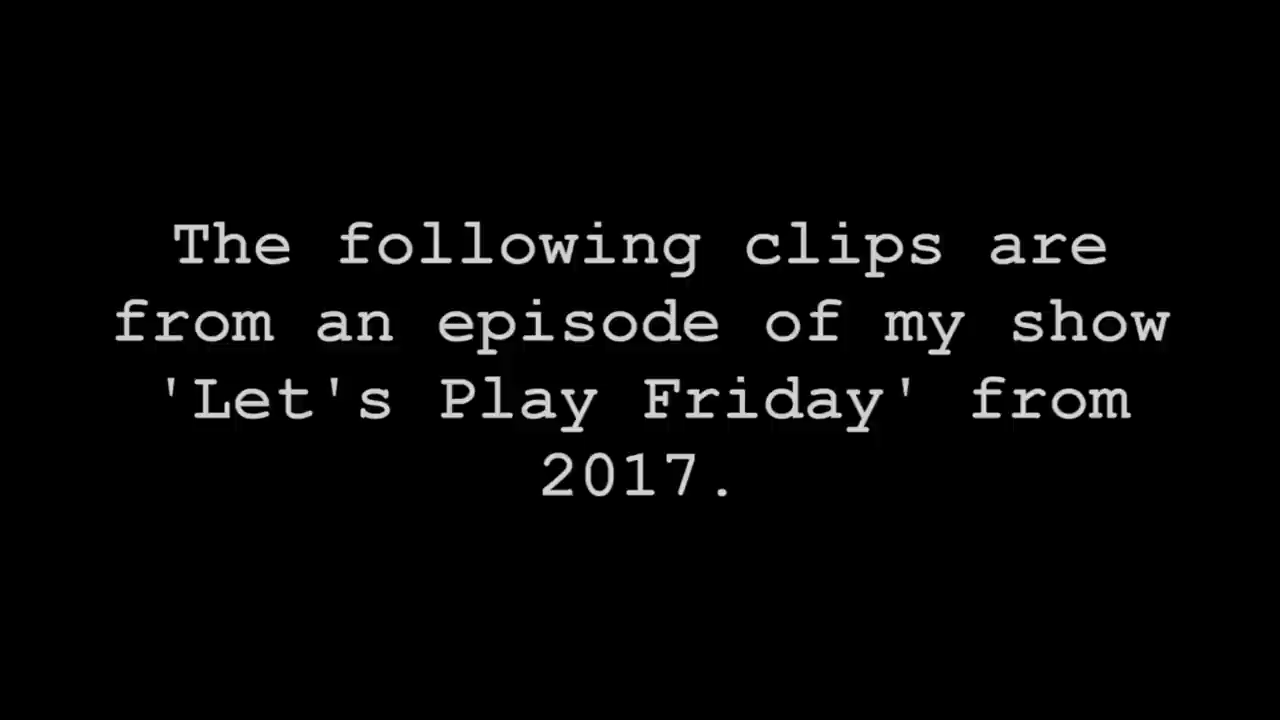 The following clips are
from an episode of my show
'Let's Play Friday' from
2017.